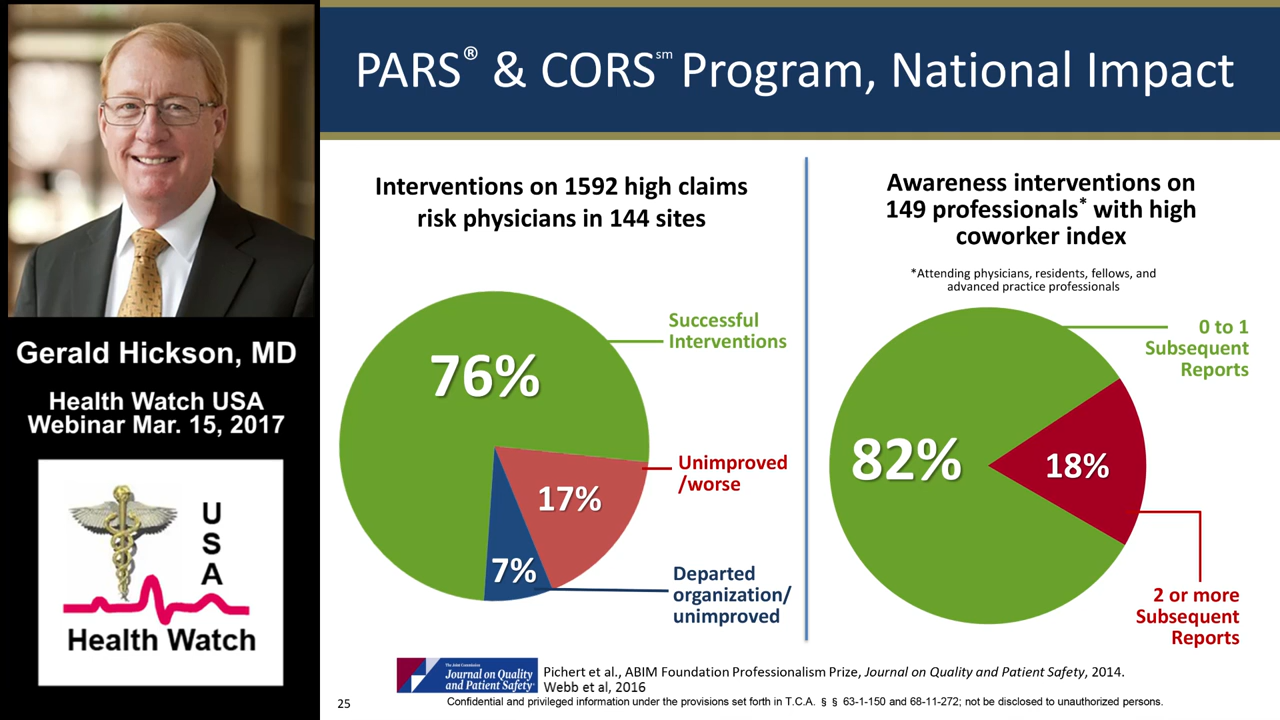 PARS® & CORS℠ Program, National Impact
Gerald Hickson, MD
Health Watch USA
Webinar Mar. 15, 2017
U
S
A
Health Watch
Interventions on 1592 high claims
risk physicians in 144 sites
76%
17%
7%
Successful
Interventions
Unimproved
/worse
Departed
organization/
unimproved
Awareness interventions on
149 professionals* with high
coworker index
*Attending physicians, residents, fellows, and
advanced practice professionals
82%
18%
0 to 1
Subsequent
Reports
2 or more
Subsequent
Reports
The Joint Commission
Journal on Quality
and Patient Safety
Pichert et al., ABIM Foundation Professionalism Prize, Journal on Quality and Patient Safety, 2014.
Webb et al, 2016
25
Confidential and privileged information under the provisions set forth in T.C.A. § § 63-1-150 and 68-11-272; not be disclosed to unauthorized persons.